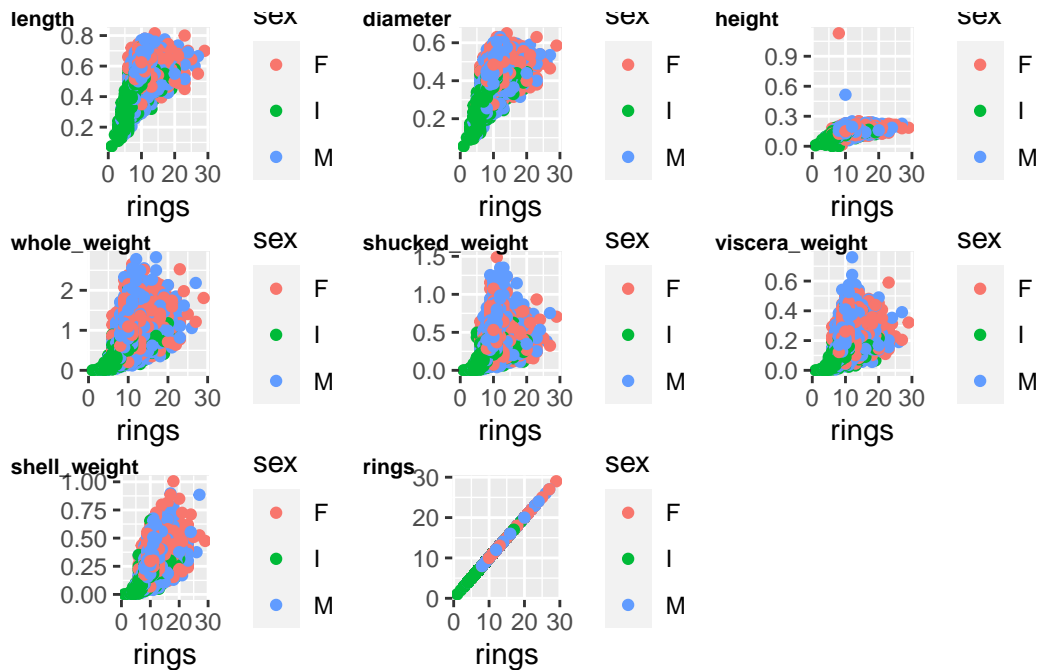 length
sex
0.8
0.6
0.4
0.2
0 10 20 30
rings
F
I
M
diameter
sex
0.6
0.4
0.2
0 10 20 30
rings
F
I
M
height
sex
0.9
0.6
0.3
0.0
0 10 20 30
rings
F
I
M
whole_weight
sex
2
1
0
0 10 20 30
rings
F
I
M
shucked_weight
sex
1.5
1.0
0.5
0.0
0 10 20 30
rings
F
I
M
viscera_weight
sex
0.6
0.4
0.2
0.0
0 10 20 30
rings
F
I
M
shell_weight
sex
1.00
0.75
0.50
0.25
0.00
0 10 20 30
rings
F
I
M
rings
sex
30
20
10
0
0 10 20 30
rings
F
I
M